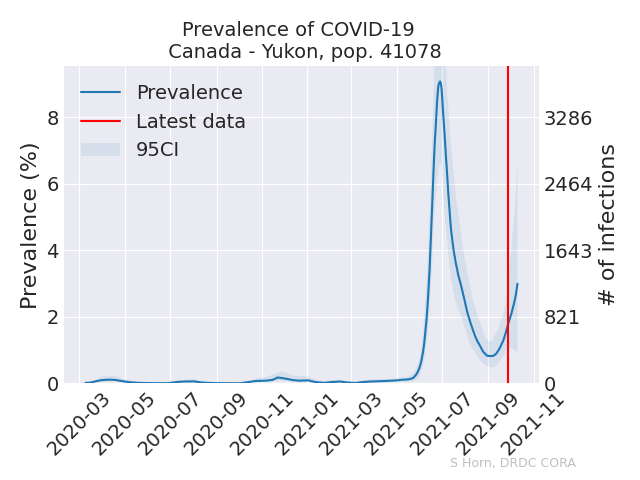 Prevalence of COVID-19
Canada - Yukon, pop. 41078
Prevalence
Latest data
95CI
Prevalence (%)
8
6
4
2
0
3286
2464
1643
821
0
# of infections
2020-03
2020-05
2020-07
2020-09
2020-11
2021-01
2021-03
2021-05
2021-07
2021-09
2021-11
S Horn, DRDC CORA